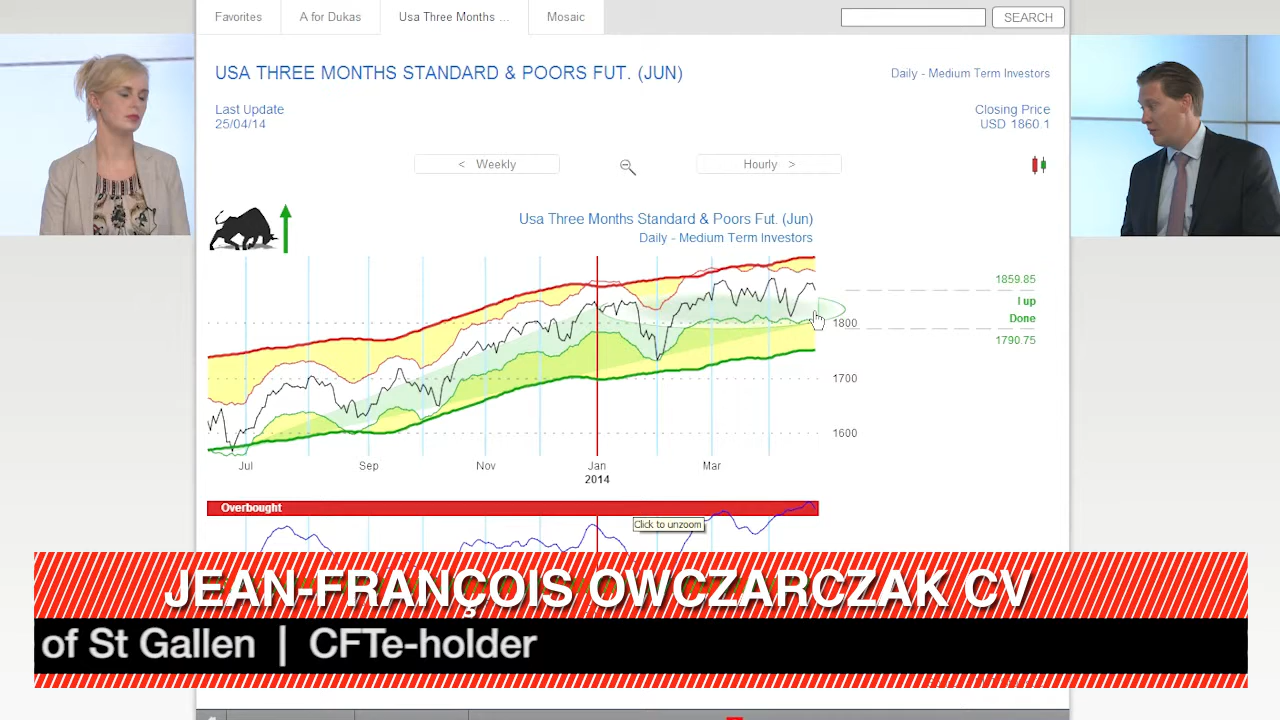 Favorites
A for Dukas
Usa Three Months ...
Mosaic
SEARCH
USA THREE MONTHS STANDARD & POORS FUT. (JUN)
Daily - Medium Term Investors
Last Update
25/04/14
Closing Price
USD 1860.1
< Weekly
Hourly >
Usa Three Months Standard & Poors Fut. (Jun)
Daily - Medium Term Investors
1859.85
I up
Done
1790.75
1800
1700
1600
Jul
Sep
Nov
Jan
Mar
2014
Overbought
Click to unzoom
JEAN-FRANÇOIS OWCZARCZAK CV
of St Gallen | CFTe-holder